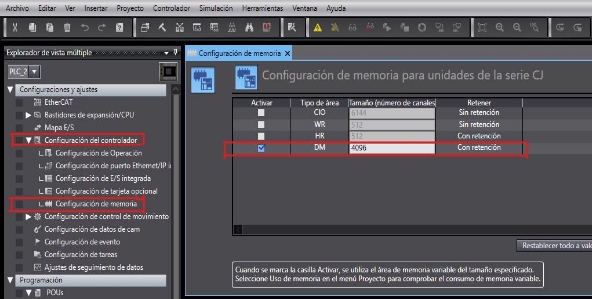 Archivo Editar Ver Insertar Proyecto Controlador Simulación Herramientas Ventana Ayuda
Explorador de vista múltiple
PLC_2
Configuraciones y ajustes
EtherCAT
Bastidores de expansión/CPU
Mapa E/S
Configuración del controlador
Configuración de Operación
Configuración de puerto Ethernet/IP in
Configuración de E/S integrada
Configuración de tarjeta opcional
Configuración de memoria
Configuración de control de movimiento
Configuración de datos de cam
Configuración de evento
Configuración de tareas
Ajustes de seguimiento de datos
Programación
POUs
Configuración de memoria
Configuración de memoria para unidades de la serie CJ
Activar Tipo de área Tamaño (número de canales Retener
CIO 6144 Sin retención
WR 512 Sin retención
HR 512 Con retención
DM 4096 Con retención
Restablecer todo a valo
Cuando se marca la casilla Activar, se utiliza el área de memoria variable del tamaño especificado.
Seleccione Uso de memoria en el menú Proyecto para comprobar el consumo de memoria variable.